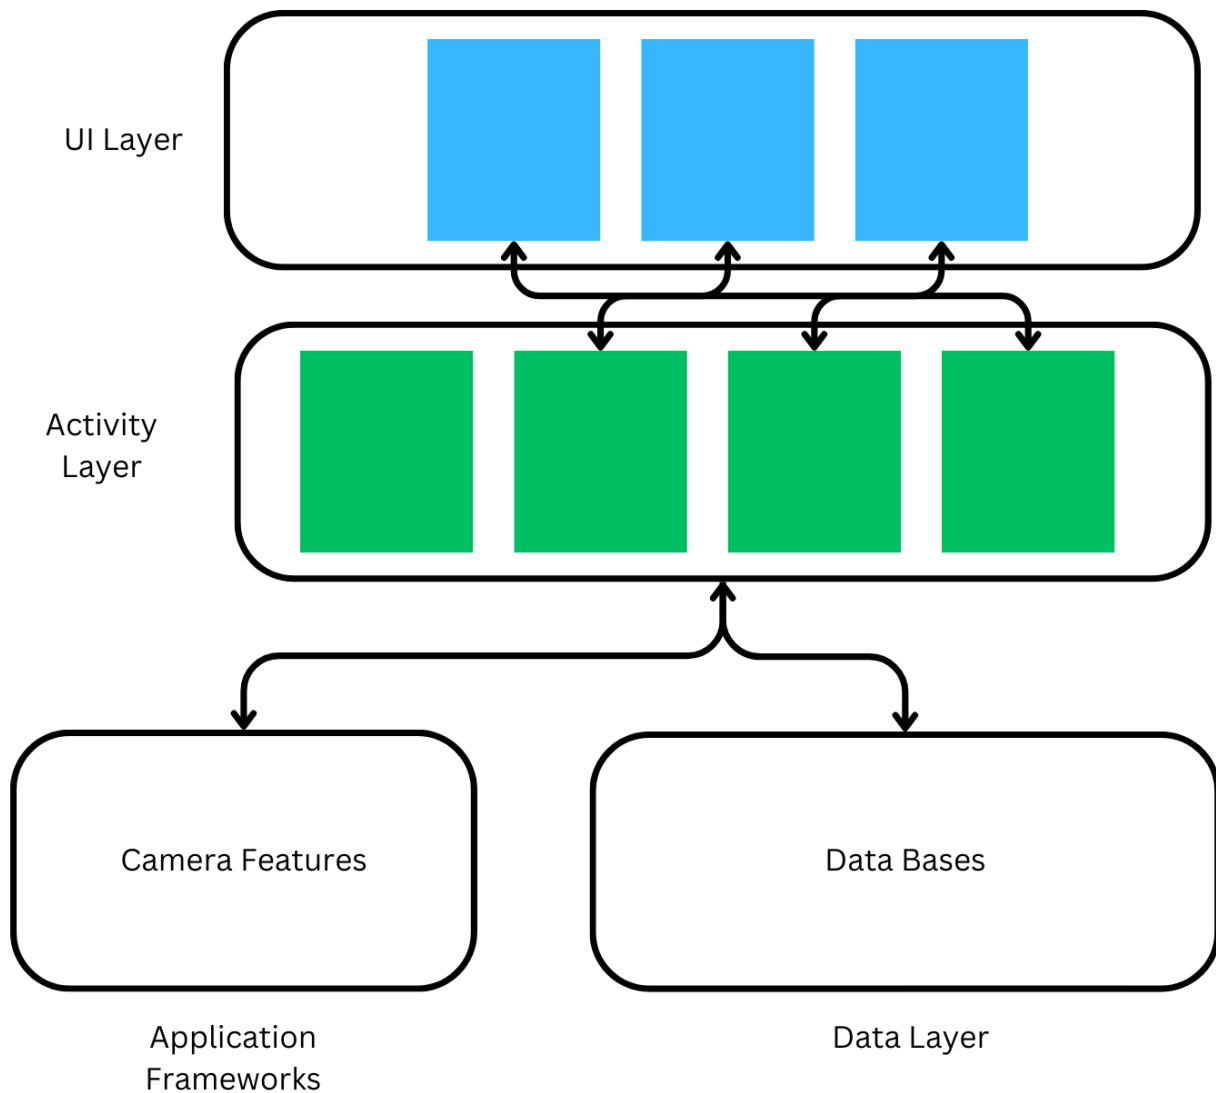 UI Layer
Activity
Layer
Camera Features
Data Bases
Application
Frameworks
Data Layer